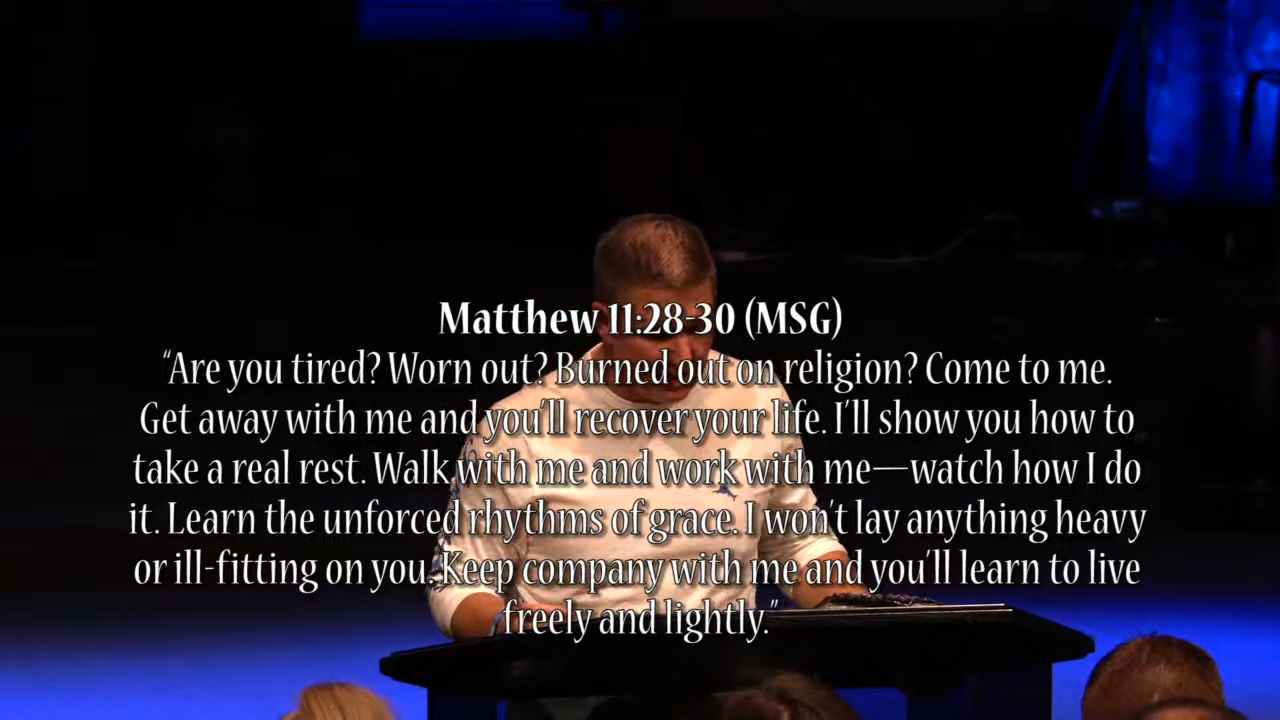 Matthew 11:28-30 (MSG)
“Are you tired? Worn out? Burned out on religion? Come to me.
Get away with me and you'll recover your life. I'll show you how to
take a real rest. Walk with me and work with me—watch how I do
it. Learn the unforced rhythms of grace. I won't lay anything heavy
or ill-fitting on you. Keep company with me and you'll learn to live
freely and lightly.”